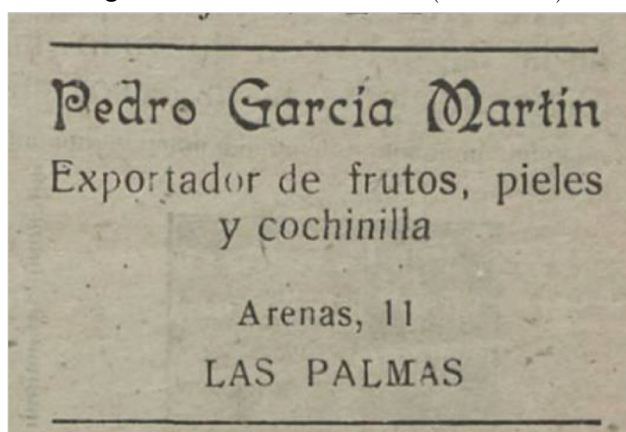 Pedro García Martín
Exportador de frutos, pieles
y cochinilla
Arenas, 11
LAS PALMAS